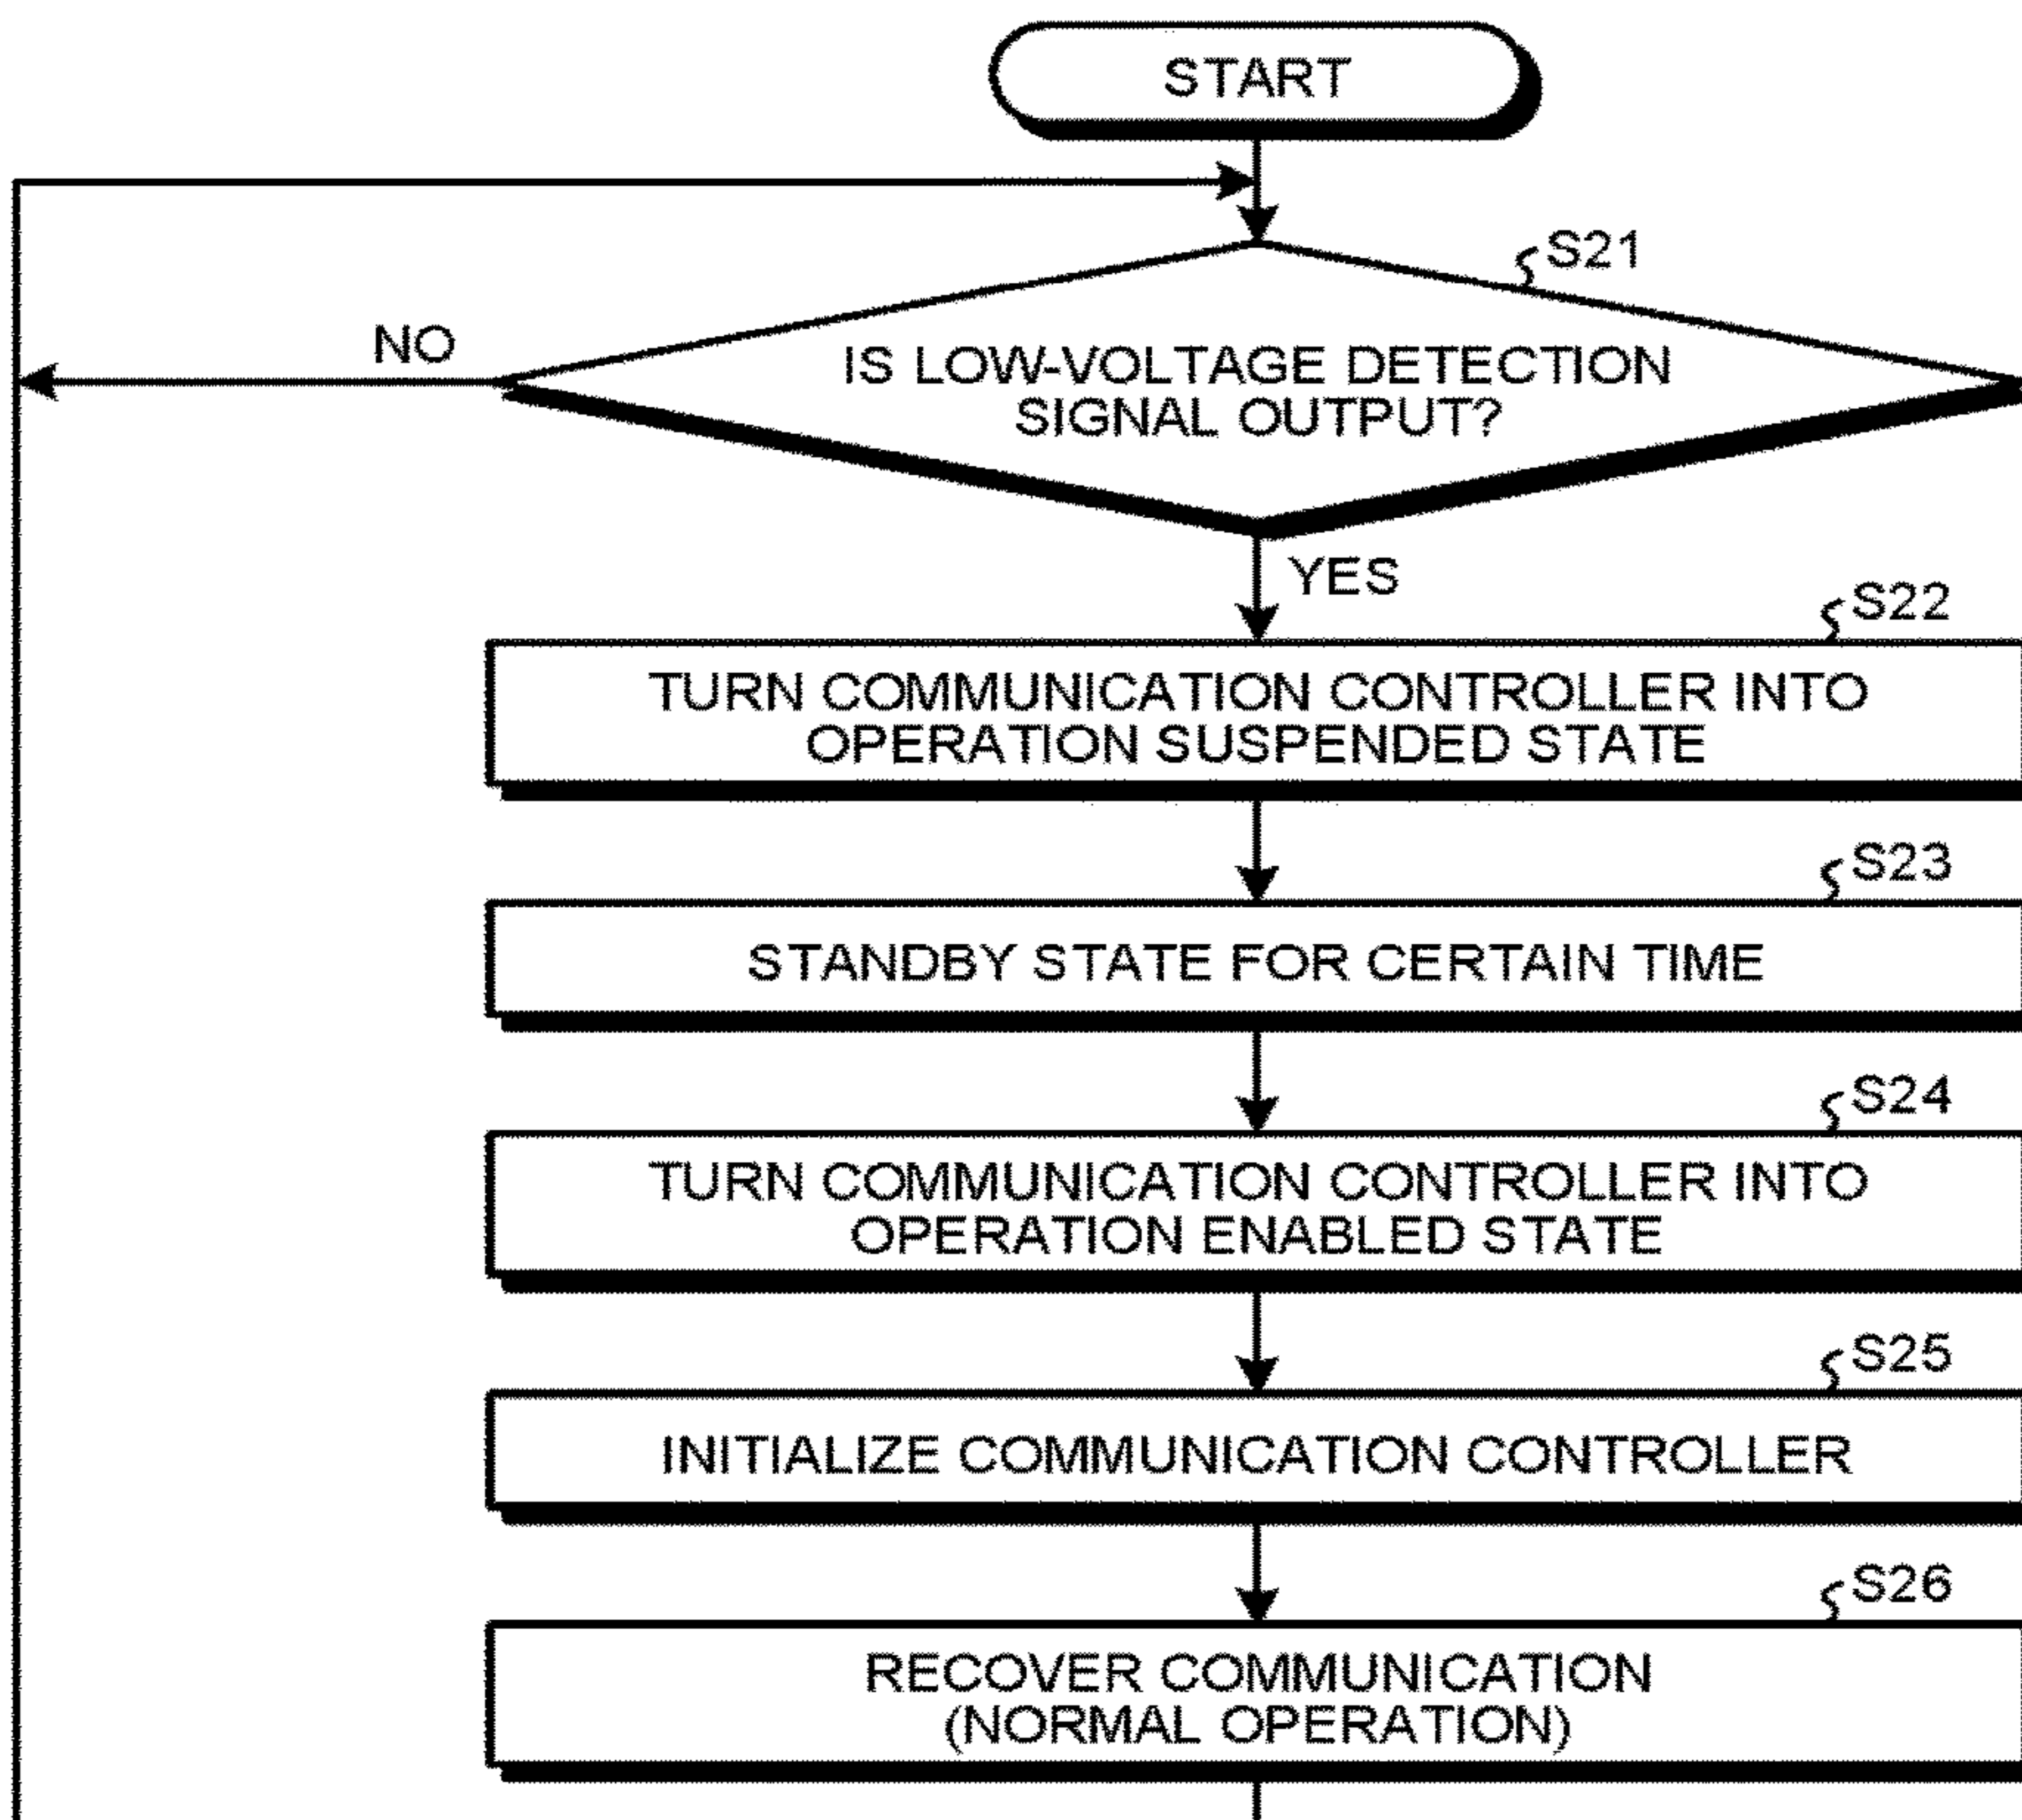 START
S21
NO
IS LOW-VOLTAGE DETECTION
SIGNAL OUTPUT?
YES
S22
TURN COMMUNICATION CONTROLLER INTO
OPERATION SUSPENDED STATE
S23
STANDBY STATE FOR CERTAIN TIME
S24
TURN COMMUNICATION CONTROLLER INTO
OPERATION ENABLED STATE
S25
INITIALIZE COMMUNICATION CONTROLLER
S26
RECOVER COMMUNICATION
(NORMAL OPERATION)